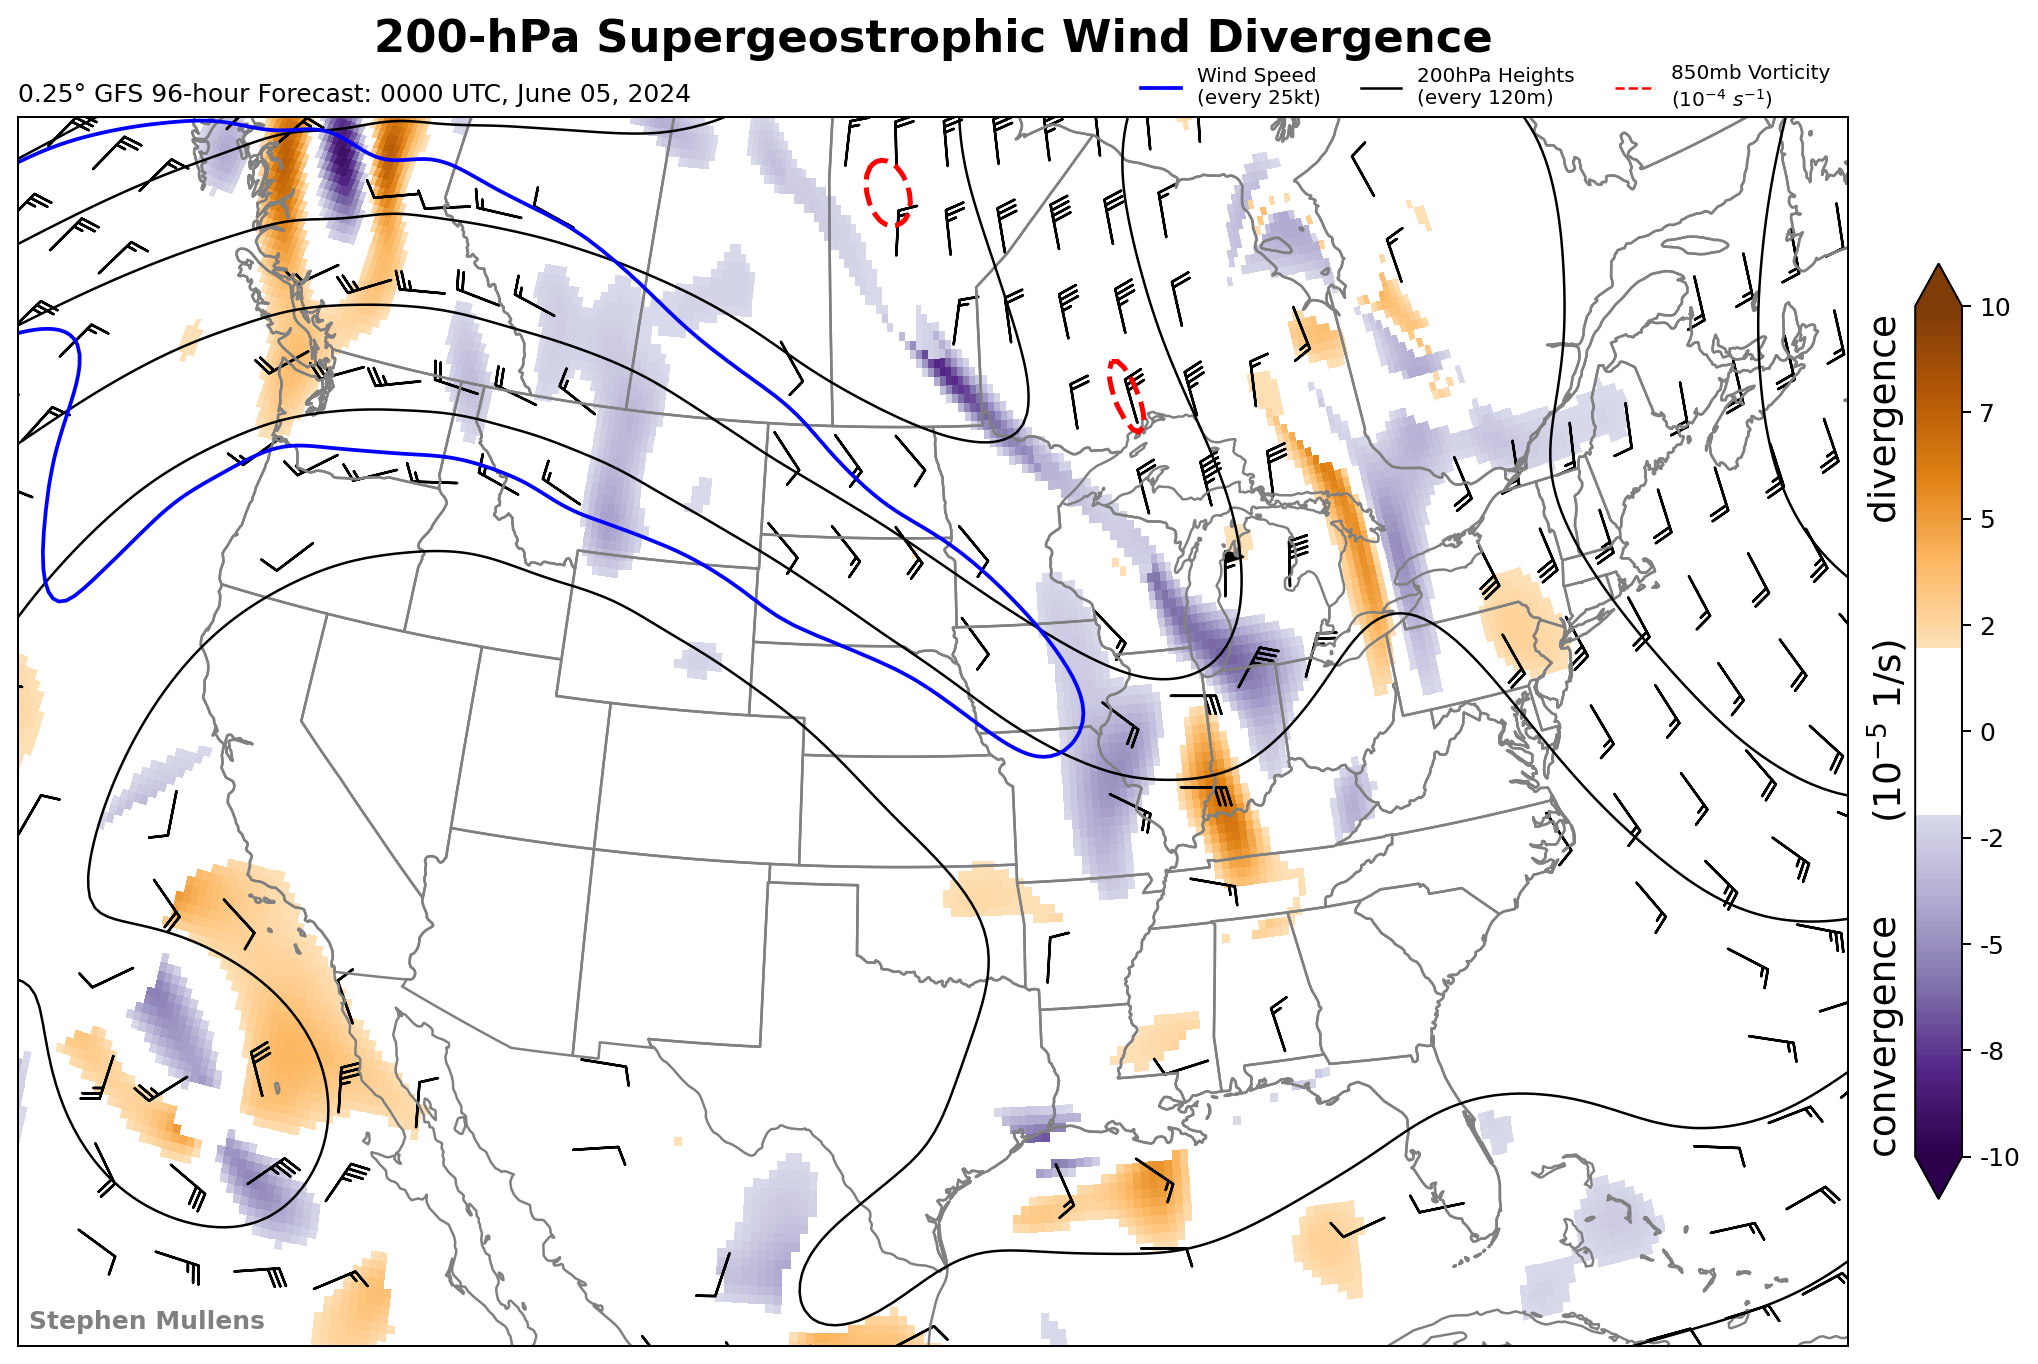 200-hPa Supergeostrophic Wind Divergence
0.25° GFS 96-hour Forecast: 0000 UTC, June 05, 2024
Wind Speed
(every 25kt)
200hPa Heights
(every 120m)
850mb Vorticity
(10⁻⁴ s⁻¹)
10
7
5
2
0
-2
-5
-8
-10
convergence (10⁻⁵ 1/s) divergence
Stephen Mullens